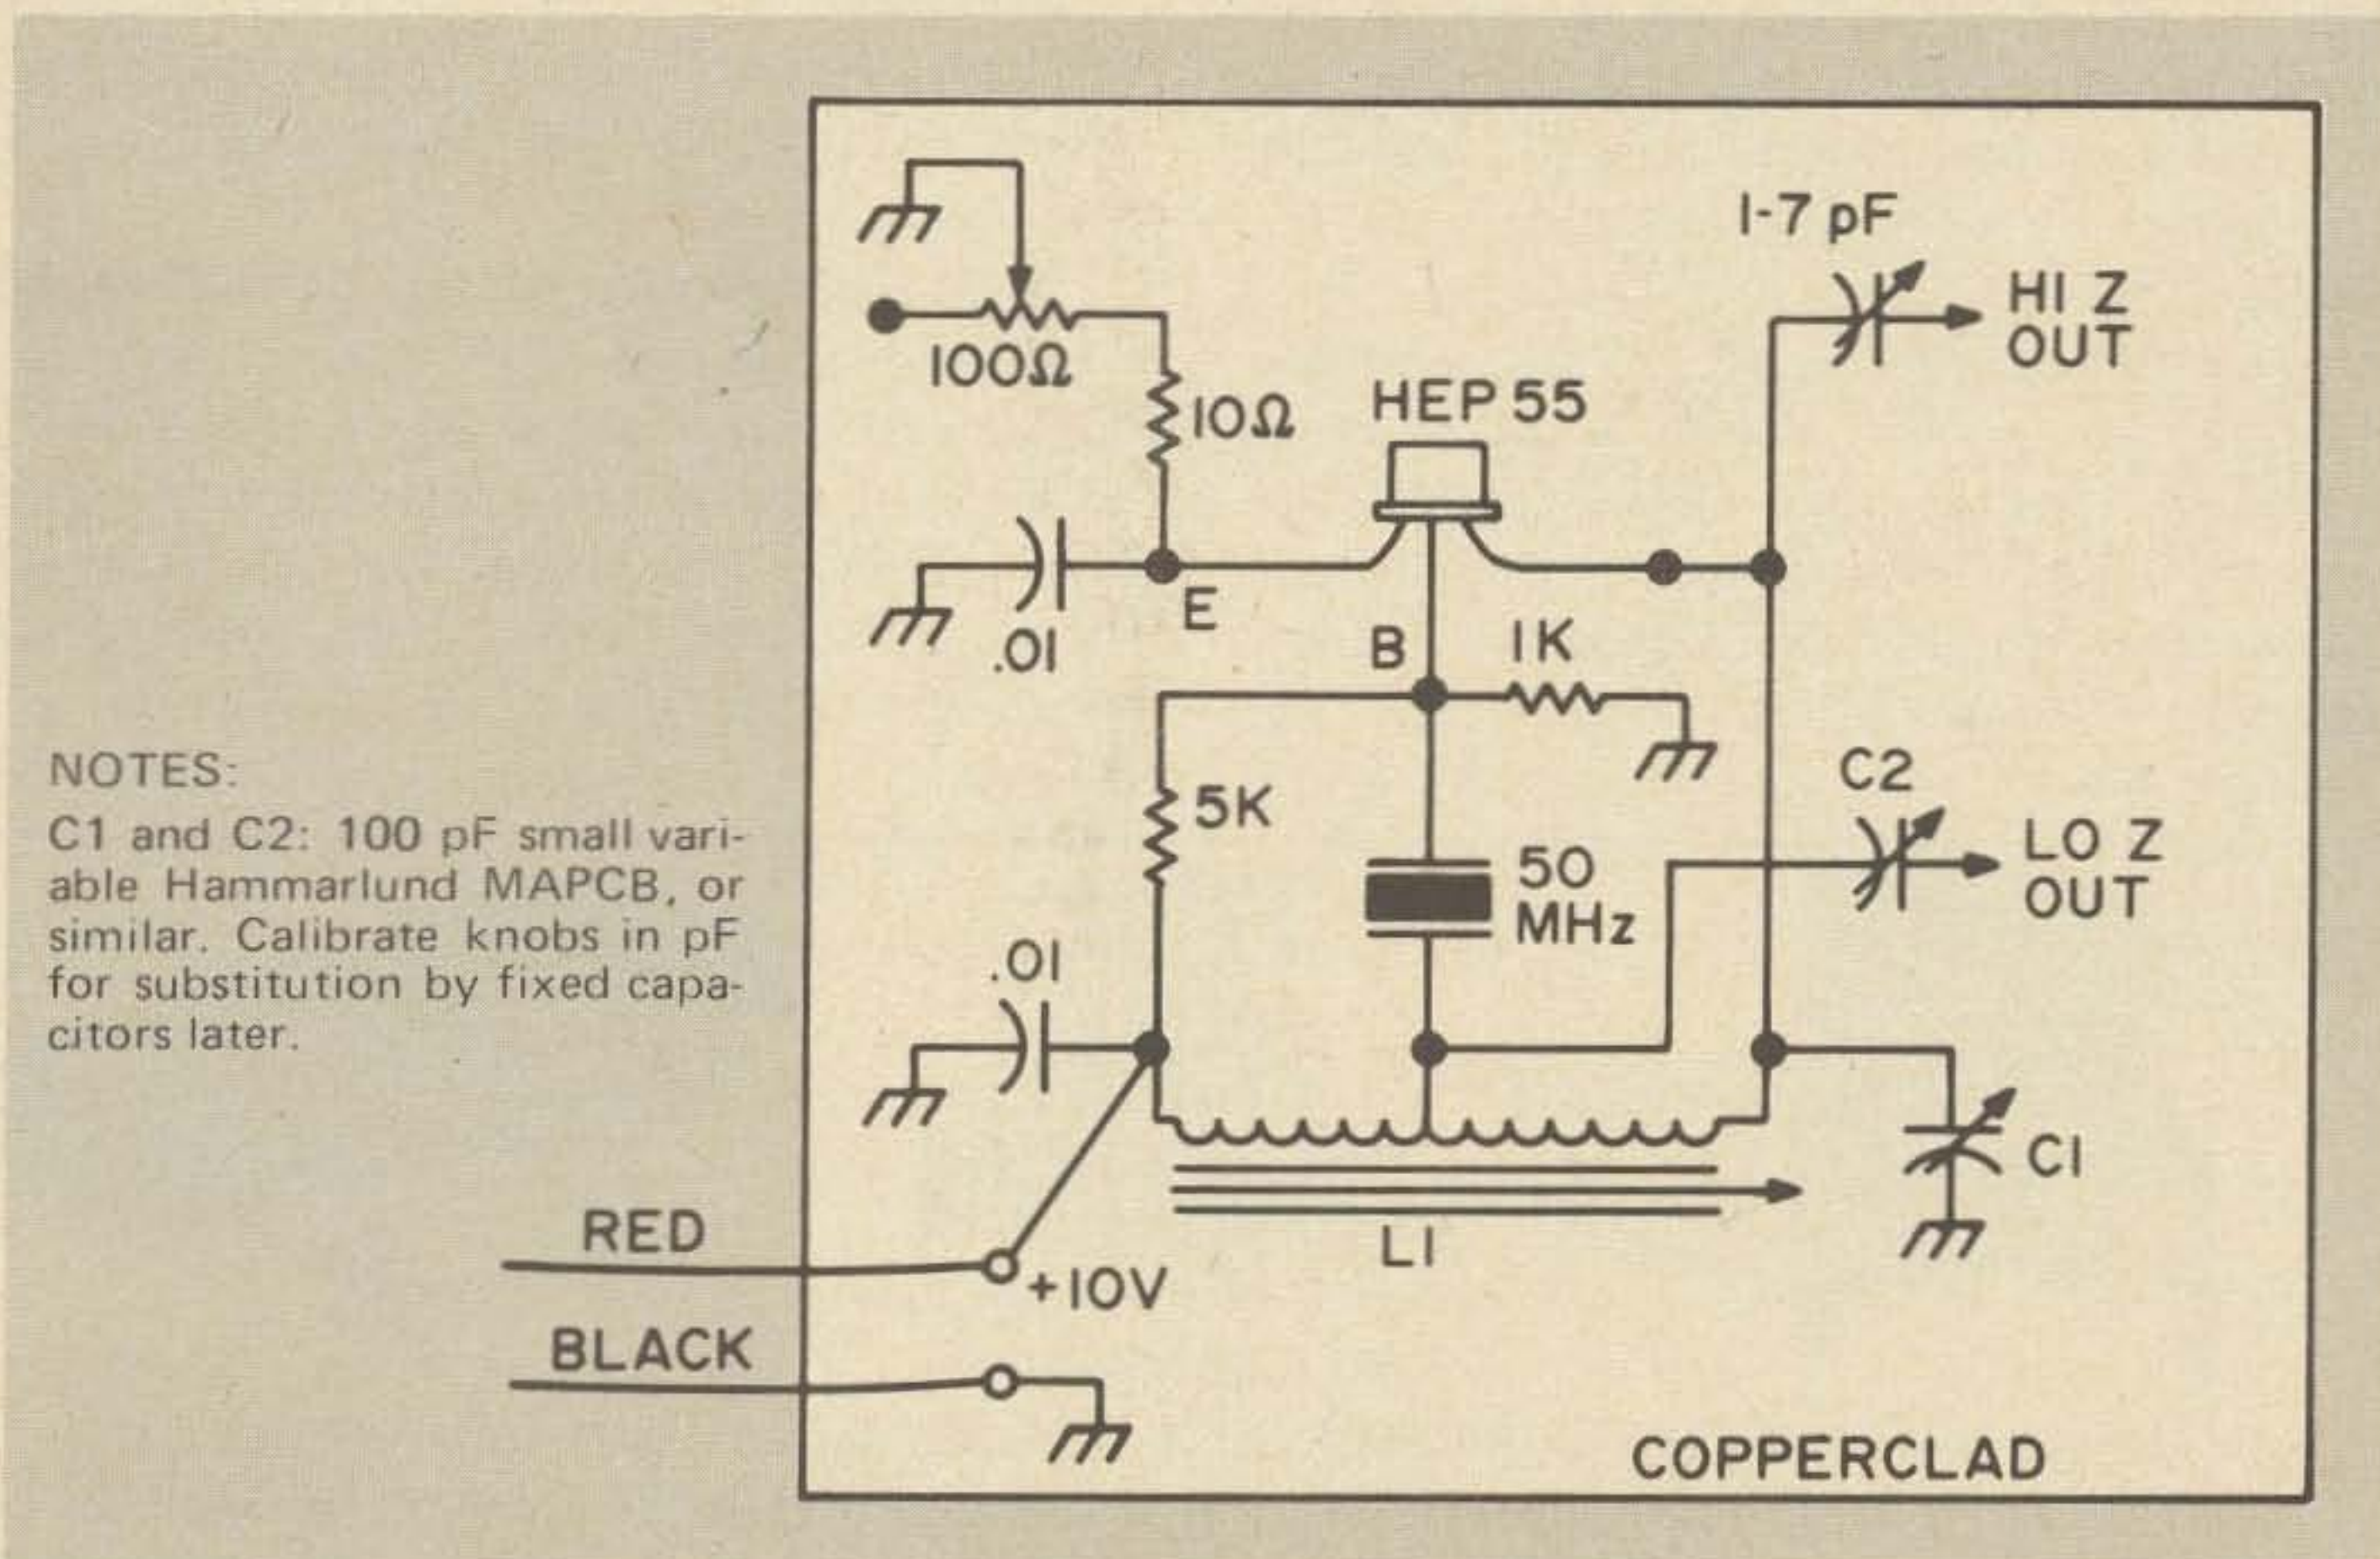 1-7 pF
HI Z
OUT
100Ω
10Ω
HEP 55
E
.01
B
1K
NOTES:
C1 and C2: 100 pF small vari-
able Hammarlund MAPCB, or
similar. Calibrate knobs in pF
for substitution by fixed capa-
citors later.
5K
50
MHz
C2
LO Z
OUT
.01
C1
L1
RED
+10V
BLACK
COPPERCLAD